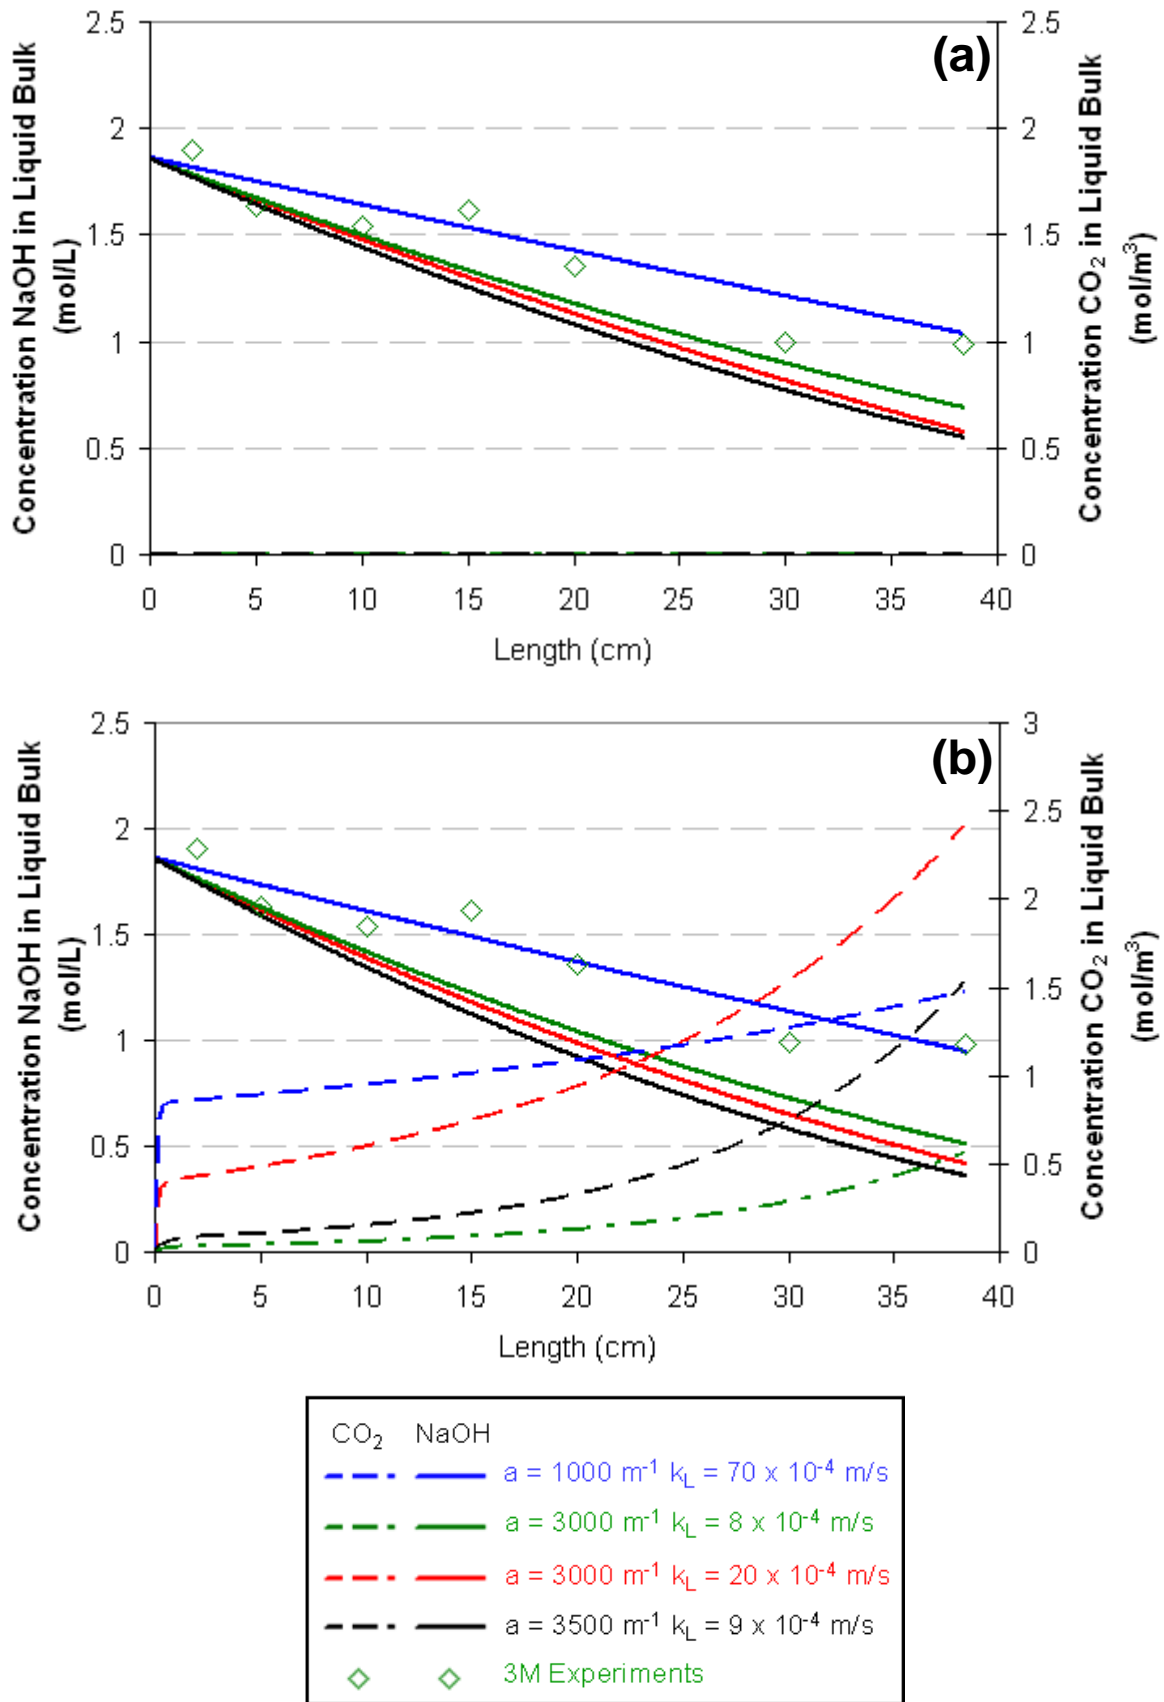 (a)
Concentration NaOH in Liquid Bulk
(mol/L)
2.5
2
1.5
1
0.5
0
2.5
2
1.5
1
0.5
0
Concentration CO₂ in Liquid Bulk
(mol/m³)
0 5 10 15 20 25 30 35 40
Length (cm)
(b)
Concentration NaOH in Liquid Bulk
(mol/L)
2.5
2
1.5
1
0.5
0
3
2.5
2
1.5
1
0.5
0
Concentration CO₂ in Liquid Bulk
(mol/m³)
0 5 10 15 20 25 30 35 40
Length (cm)
CO₂ NaOH
a = 1000 m⁻¹ k_L = 70 x 10⁻⁴ m/s
a = 3000 m⁻¹ k_L = 8 x 10⁻⁴ m/s
a = 3000 m⁻¹ k_L = 20 x 10⁻⁴ m/s
a = 3500 m⁻¹ k_L = 9 x 10⁻⁴ m/s
3M Experiments